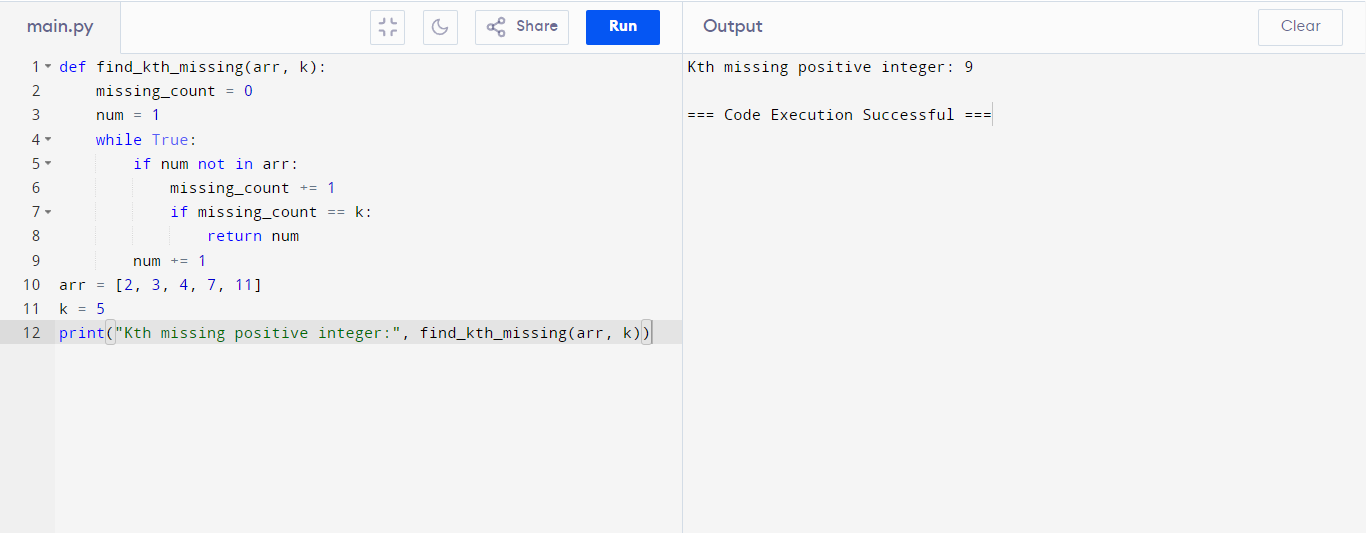 main.py Share Run Output Clear
1 def find_kth_missing(arr, k):
2     missing_count = 0
3     num = 1
4     while True:
5         if num not in arr:
6             missing_count += 1
7             if missing_count == k:
8                 return num
9         num += 1
10 arr = [2, 3, 4, 7, 11]
11 k = 5
12 print("Kth missing positive integer:", find_kth_missing(arr, k))
Kth missing positive integer: 9
=== Code Execution Successful ===